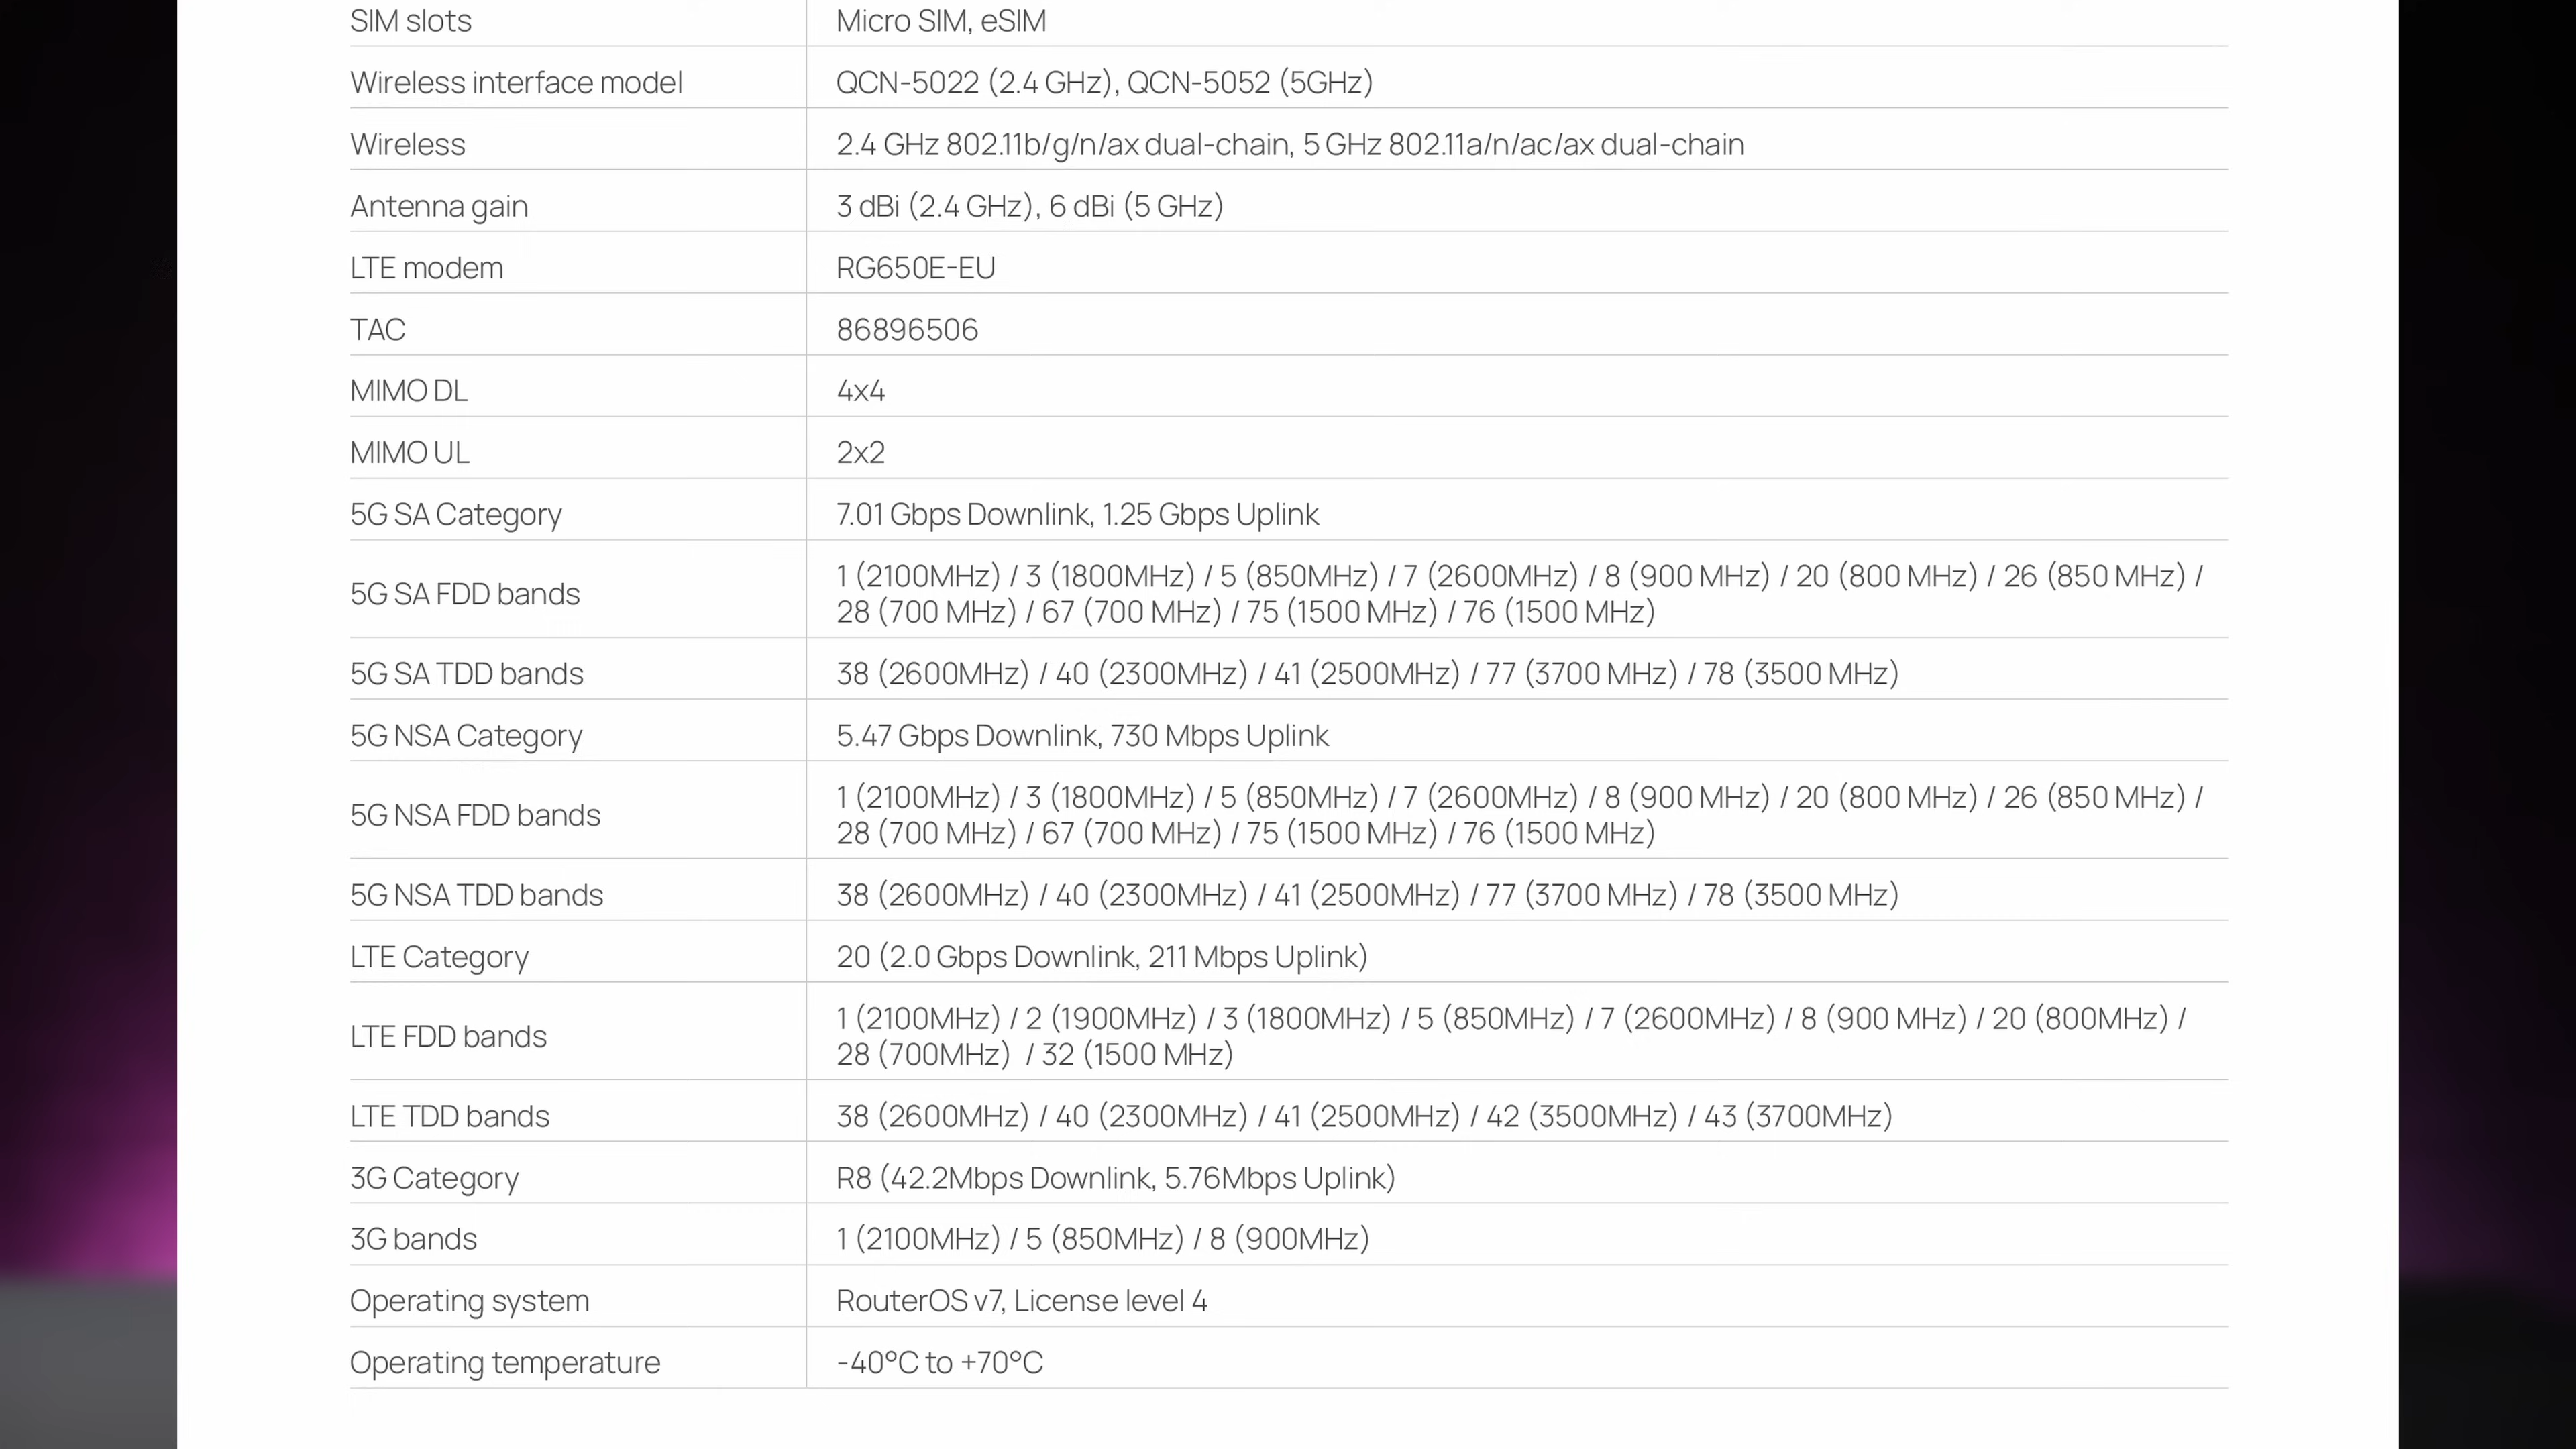 SIM slots
Micro SIM, eSIM
Wireless interface model
QCN-5022 (2.4 GHz), QCN-5052 (5GHz)
Wireless
2.4 GHz 802.11b/g/n/ax dual-chain, 5 GHz 802.11a/n/ac/ax dual-chain
Antenna gain
3 dBi (2.4 GHz), 6 dBi (5 GHz)
LTE modem
RG650E-EU
TAC
86896506
MIMO DL
4x4
MIMO UL
2x2
5G SA Category
7.01 Gbps Downlink, 1.25 Gbps Uplink
5G SA FDD bands
1 (2100MHz) / 3 (1800MHz) / 5 (850MHz) / 7 (2600MHz) / 8 (900 MHz) / 20 (800 MHz) / 26 (850 MHz) /
28 (700 MHz) / 67 (700 MHz) / 75 (1500 MHz) / 76 (1500 MHz)
5G SA TDD bands
38 (2600MHz) / 40 (2300MHz) / 41 (2500MHz) / 77 (3700 MHz) / 78 (3500 MHz)
5G NSA Category
5.47 Gbps Downlink, 730 Mbps Uplink
5G NSA FDD bands
1 (2100MHz) / 3 (1800MHz) / 5 (850MHz) / 7 (2600MHz) / 8 (900 MHz) / 20 (800 MHz) / 26 (850 MHz) /
28 (700 MHz) / 67 (700 MHz) / 75 (1500 MHz) / 76 (1500 MHz)
5G NSA TDD bands
38 (2600MHz) / 40 (2300MHz) / 41 (2500MHz) / 77 (3700 MHz) / 78 (3500 MHz)
LTE Category
20 (2.0 Gbps Downlink, 211 Mbps Uplink)
LTE FDD bands
1 (2100MHz) / 2 (1900MHz) / 3 (1800MHz) / 5 (850MHz) / 7 (2600MHz) / 8 (900 MHz) / 20 (800MHz) /
28 (700MHz) / 32 (1500 MHz)
LTE TDD bands
38 (2600MHz) / 40 (2300MHz) / 41 (2500MHz) / 42 (3500MHz) / 43 (3700MHz)
3G Category
R8 (42.2Mbps Downlink, 5.76Mbps Uplink)
3G bands
1 (2100MHz) / 5 (850MHz) / 8 (900MHz)
Operating system
RouterOS v7, License level 4
Operating temperature
-40°C to +70°C